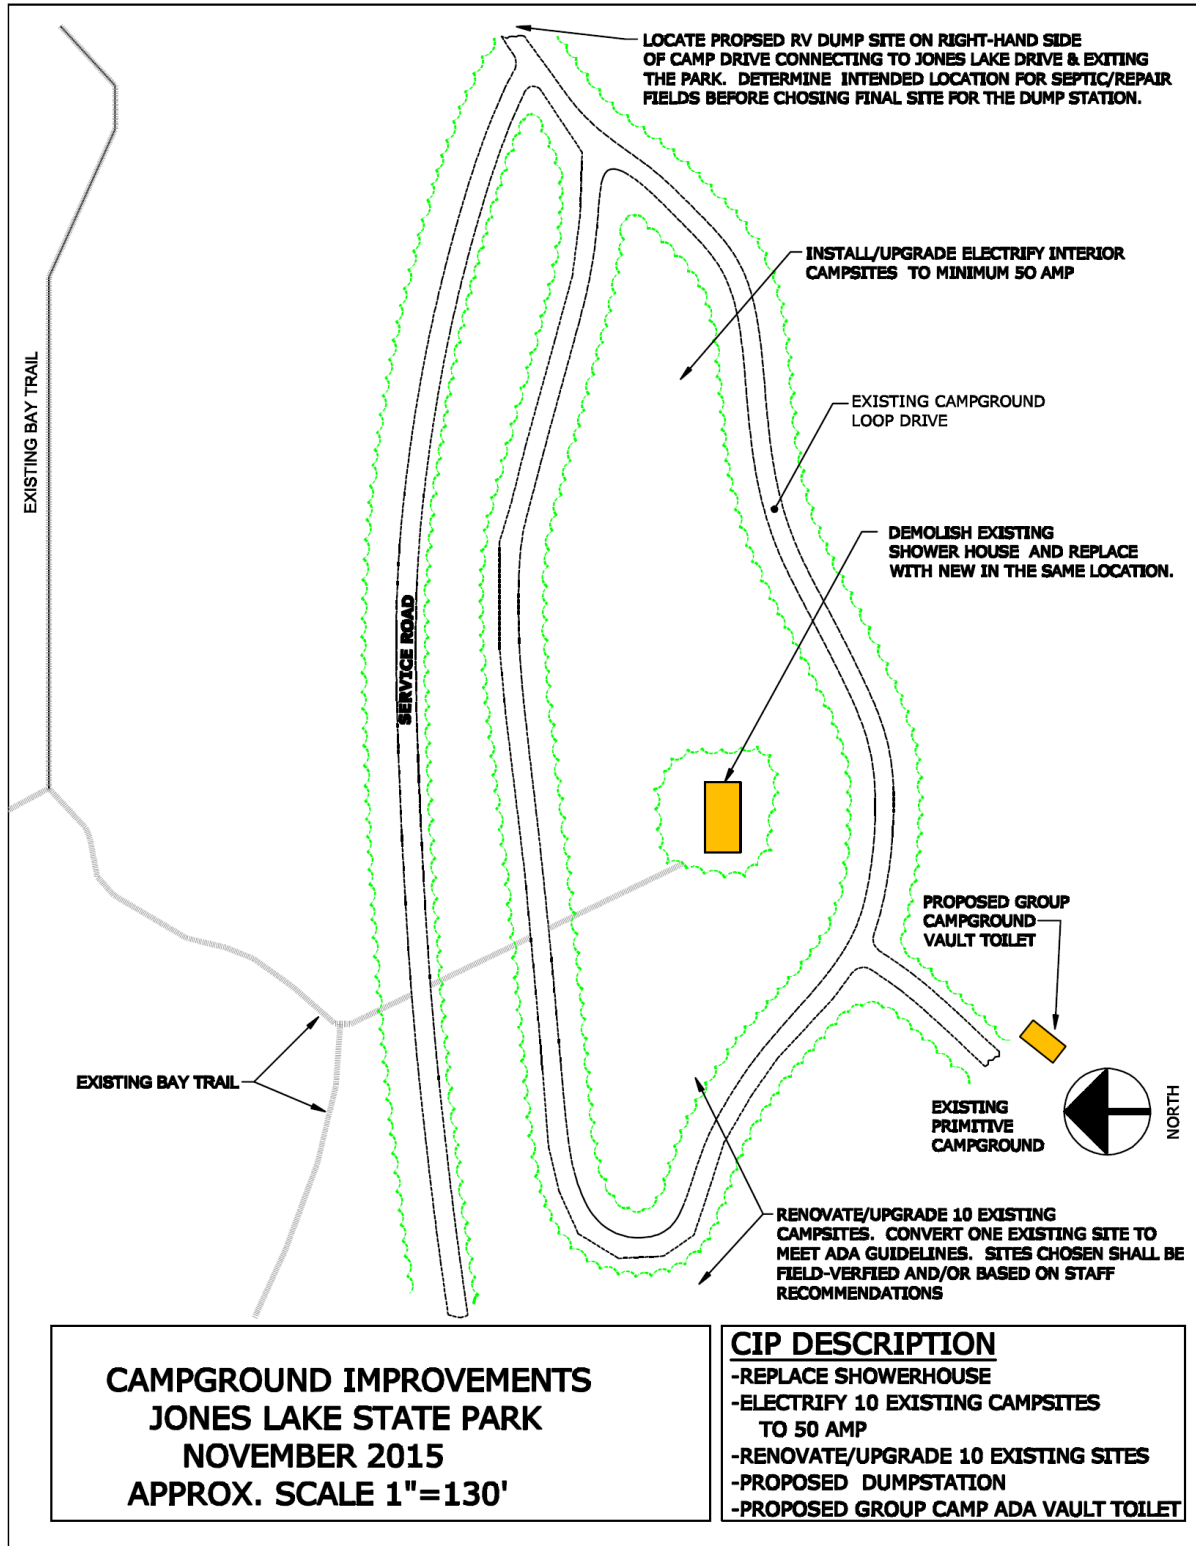 LOCATE PROPSED RV DUMP SITE ON RIGHT-HAND SIDE
OF CAMP DRIVE CONNECTING TO JONES LAKE DRIVE & EXITING
THE PARK.  DETERMINE  INTENDED LOCATION FOR SEPTIC/REPAIR
FIELDS BEFORE CHOSING FINAL SITE FOR THE DUMP STATION.
INSTALL/UPGRADE ELECTRIFY INTERIOR
CAMPSITES  TO MINIMUM 50 AMP
EXISTING BAY TRAIL
EXISTING CAMPGROUND
LOOP DRIVE
DEMOLISH EXISTING
SHOWER HOUSE  AND REPLACE
WITH NEW IN THE SAME LOCATION.
SERVICE ROAD
PROPOSED GROUP
CAMPGROUND
VAULT TOILET
EXISTING BAY TRAIL
EXISTING
PRIMITIVE
CAMPGROUND
NORTH
RENOVATE/UPGRADE 10 EXISTING
CAMPSITES.  CONVERT ONE EXISTING SITE TO
MEET ADA GUIDELINES.  SITES CHOSEN SHALL BE
FIELD-VERFIED AND/OR BASED ON STAFF
RECOMMENDATIONS
CAMPGROUND IMPROVEMENTS
JONES LAKE STATE PARK
NOVEMBER 2015
APPROX. SCALE 1"=130'
CIP DESCRIPTION
-REPLACE SHOWERHOUSE
-ELECTRIFY 10 EXISTING CAMPSITES
TO 50 AMP
-RENOVATE/UPGRADE 10 EXISTING SITES
-PROPOSED  DUMPSTATION
-PROPOSED GROUP CAMP ADA VAULT TOILET